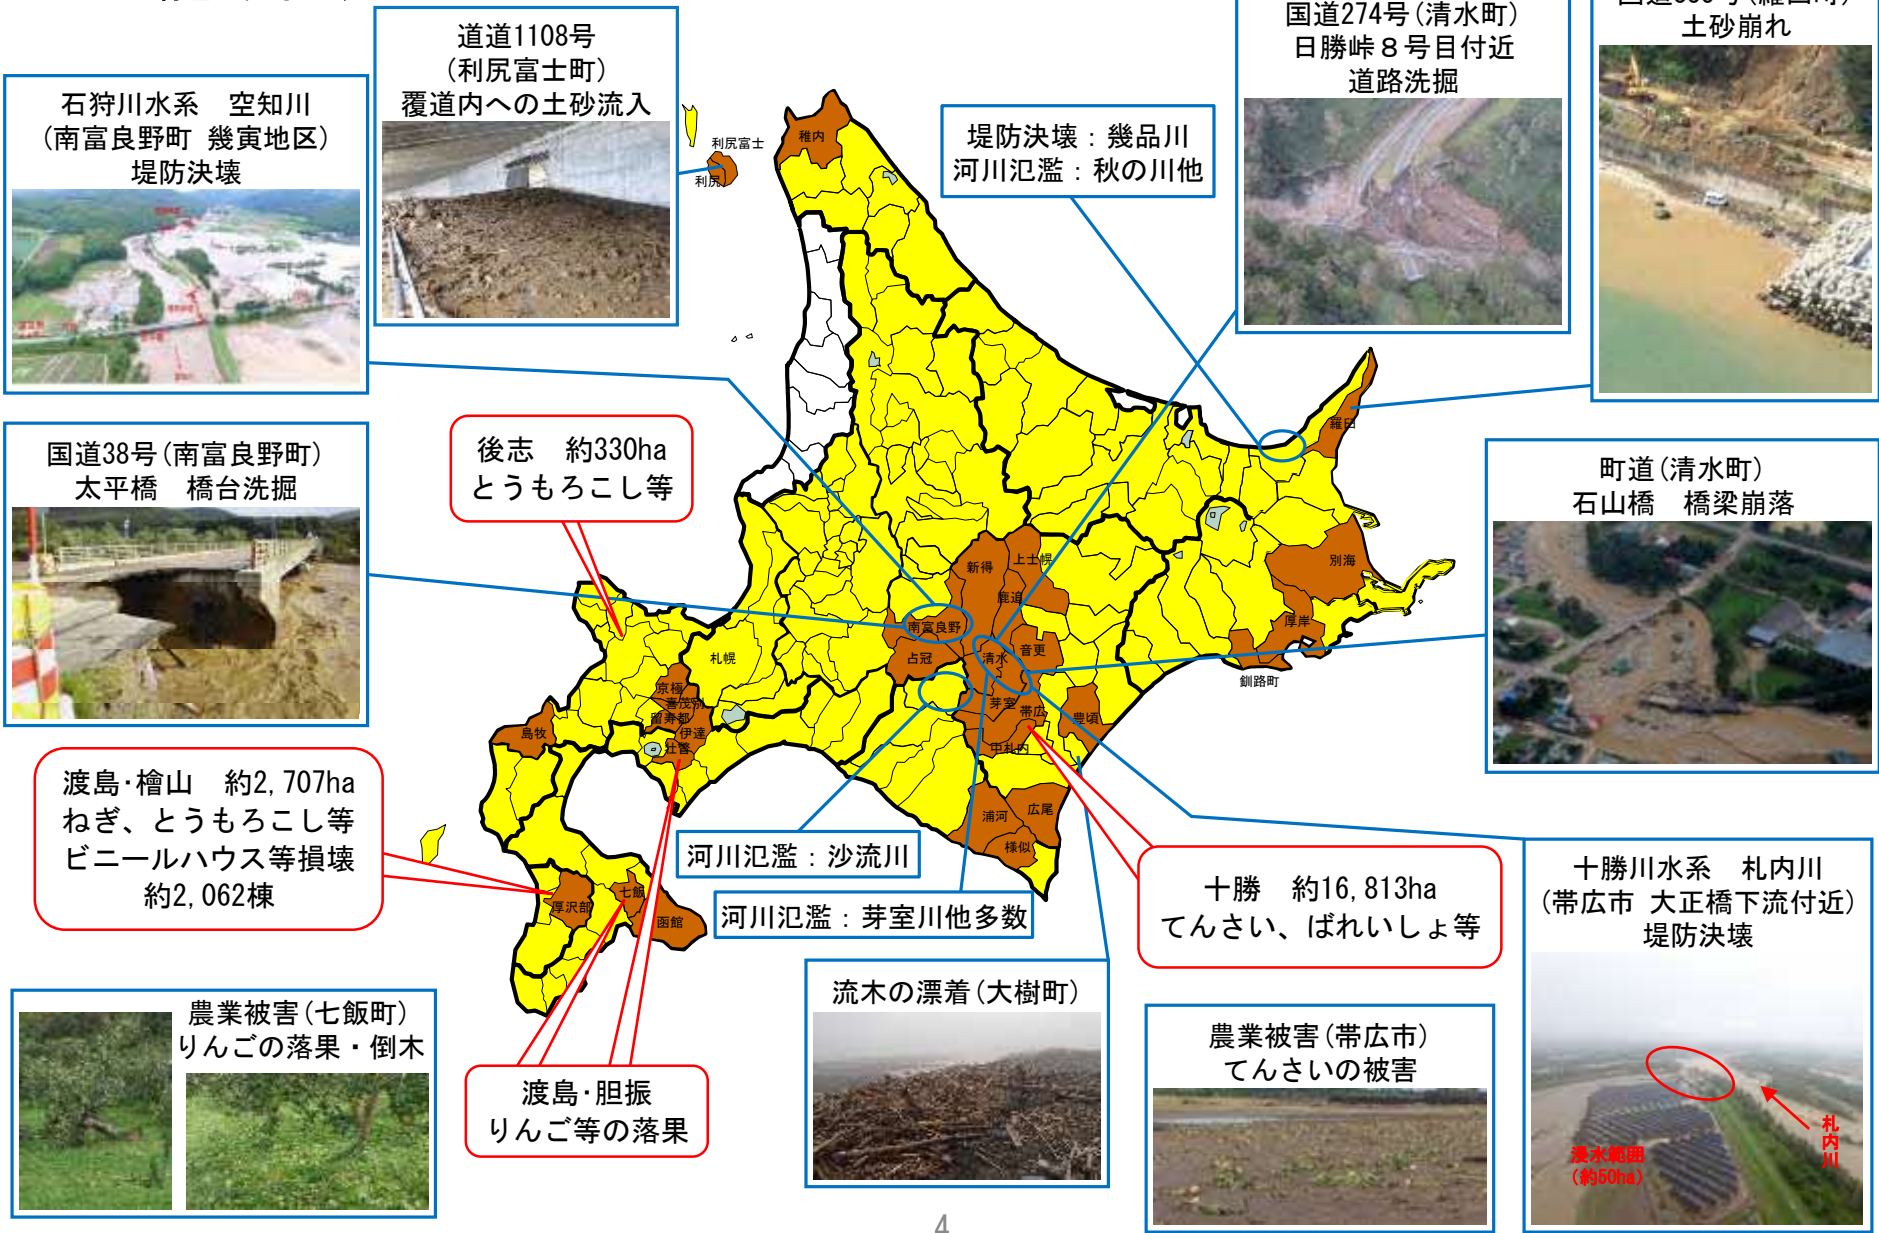 道道1108号
(利尻富士町)
覆道内への土砂流入
国道274号(清水町)
日勝峠８号目付近
道路洗掘
土砂崩れ
石狩川水系　空知川
(南富良野町 幾寅地区)
堤防決壊
堤防決壊：幾品川
河川氾濫：秋の川他
国道38号(南富良野町)
太平橋　橋台洗掘
後志　約330ha
とうもろこし等
町道(清水町)
石山橋　橋梁崩落
利尻富士
利尻
稚内
羅臼
別海
厚岸
釧路町
上士幌
新得
鹿追
南富良野
占冠
清水
音更
芽室
帯広
豊頃
中札内
札幌
京極
喜茂別
留寿都
伊達
壮瞥
島牧
浦河
広尾
様似
厚沢部
七飯
函館
渡島･檜山　約2,707ha
ねぎ、とうもろこし等
ビニールハウス等損壊
約2,062棟
河川氾濫：沙流川
河川氾濫：芽室川他多数
十勝　約16,813ha
てんさい、ばれいしょ等
十勝川水系　札内川
(帯広市 大正橋下流付近)
堤防決壊
札内川
浸水範囲
(約50ha)
農業被害(七飯町)
りんごの落果・倒木
渡島･胆振
りんご等の落果
流木の漂着(大樹町)
農業被害(帯広市)
てんさいの被害
4